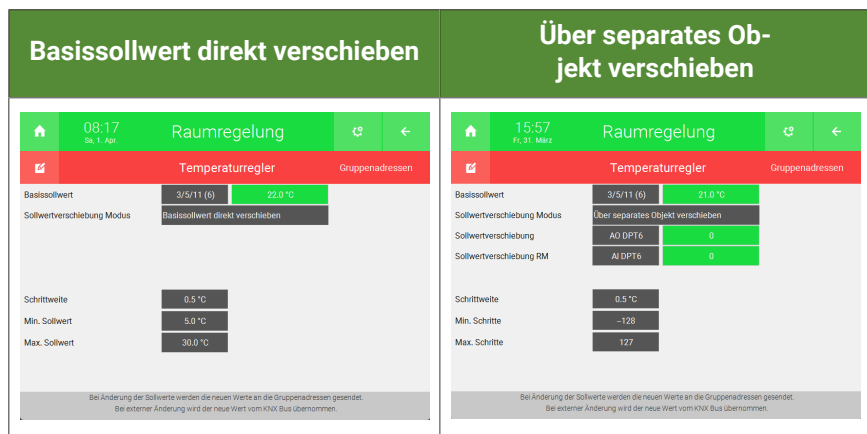 Basissollwert direkt verschieben
Über separates Ob-
jekt verschieben
08:17
Sa, 1. Apr.
Raumregelung
Temperaturregler
Gruppenadressen
Basissollwert
3/5/11 (6)
22.0 °C
Sollwertverschiebung Modus
Basissollwert direkt verschieben
Schrittweite
0.5 °C
Min. Sollwert
5.0 °C
Max. Sollwert
30.0 °C
Bei Änderung der Sollwerte werden die neuen Werte an die Gruppenadressen gesendet.
Bei externer Änderung wird der neue Wert vom KNX Bus übernommen.
15:57
Fr, 31. März
Raumregelung
Temperaturregler
Gruppenadressen
Basissollwert
3/5/11 (6)
21.0 °C
Sollwertverschiebung Modus
Über separates Objekt verschieben
Sollwertverschiebung
AO DPT6
0
Sollwertverschiebung RM
AI DPT6
0
Schrittweite
0.5 °C
Min. Schritte
–128
Max. Schritte
127
Bei Änderung der Sollwerte werden die neuen Werte an die Gruppenadressen gesendet.
Bei externer Änderung wird der neue Wert vom KNX Bus übernommen.